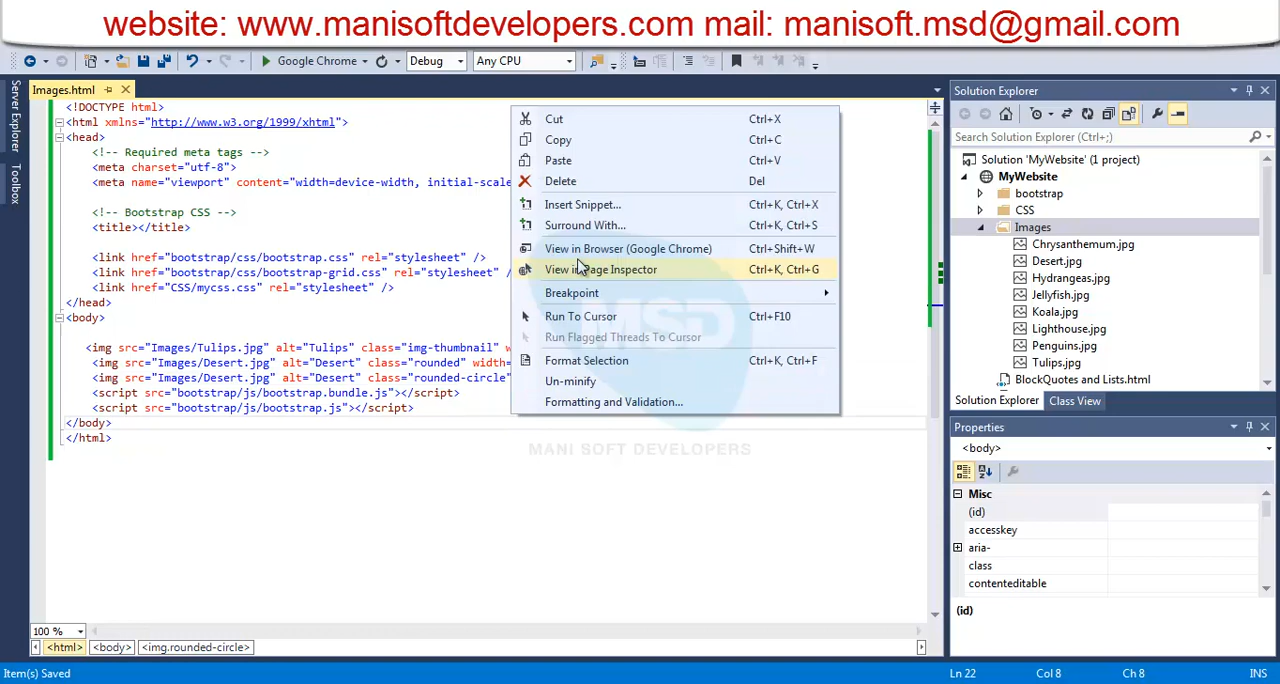 website: www.manisoftdevelopers.com mail: manisoft.msd@gmail.com
Google Chrome
Debug
Any CPU
Server Explorer
Toolbox
Images.html
<!DOCTYPE html>
<html xmlns="http://www.w3.org/1999/xhtml">
<head>
<!-- Required meta tags -->
<meta charset="utf-8">
<meta name="viewport" content="width=device-width, initial-scale
<!-- Bootstrap CSS -->
<title></title>
<link href="bootstrap/css/bootstrap.css" rel="stylesheet" />
<link href="bootstrap/css/bootstrap-grid.css" rel="stylesheet" /
<link href="CSS/mycss.css" rel="stylesheet" />
</head>
<body>
<img src="Images/Tulips.jpg" alt="Tulips" class="img-thumbnail" w
<img src="Images/Desert.jpg" alt="Desert" class="rounded" width=
<img src="Images/Desert.jpg" alt="Desert" class="rounded-circle"
<script src="bootstrap/js/bootstrap.bundle.js"></script>
<script src="bootstrap/js/bootstrap.js"></script>
</body>
</html>
Cut Ctrl+X
Copy Ctrl+C
Paste Ctrl+V
Delete Del
Insert Snippet... Ctrl+K, Ctrl+X
Surround With... Ctrl+K, Ctrl+S
View in Browser (Google Chrome) Ctrl+Shift+W
View in Page Inspector Ctrl+K, Ctrl+G
Breakpoint
Run To Cursor Ctrl+F10
Run Flagged Threads To Cursor
Format Selection Ctrl+K, Ctrl+F
Un-minify
Formatting and Validation...
MSD
MANI SOFT DEVELOPERS
Solution Explorer
Search Solution Explorer (Ctrl+;)
Solution 'MyWebsite' (1 project)
MyWebsite
bootstrap
CSS
Images
Chrysanthemum.jpg
Desert.jpg
Hydrangeas.jpg
Jellyfish.jpg
Koala.jpg
Lighthouse.jpg
Penguins.jpg
Tulips.jpg
BlockQuotes and Lists.html
Solution Explorer Class View
Properties
<body>
Misc
(id)
accesskey
aria-
class
contenteditable
(id)
100 %
<html> <body> <img.rounded-circle>
Item(s) Saved Ln 22 Col 8 Ch 8 INS